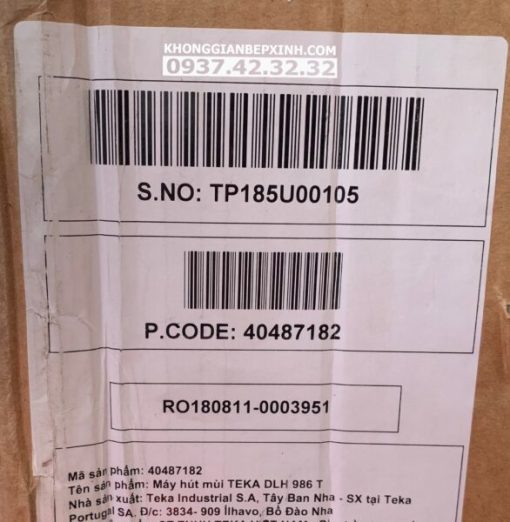 KHONGGIANBEPXINH.COM
0937.42.32.32
S.NO: TP185U00105
P.CODE: 40487182
RO180811-0003951
Mã sản phẩm: 40487182
Tên sản phẩm: Máy hút mùi TEKA DLH 986 T
Nhà sản xuất: Teka Industrial S.A, Tây Ban Nha - SX tại Teka
Portugal SA. Đ/c: 3834- 909 Ílhavo, Bồ Đào Nha